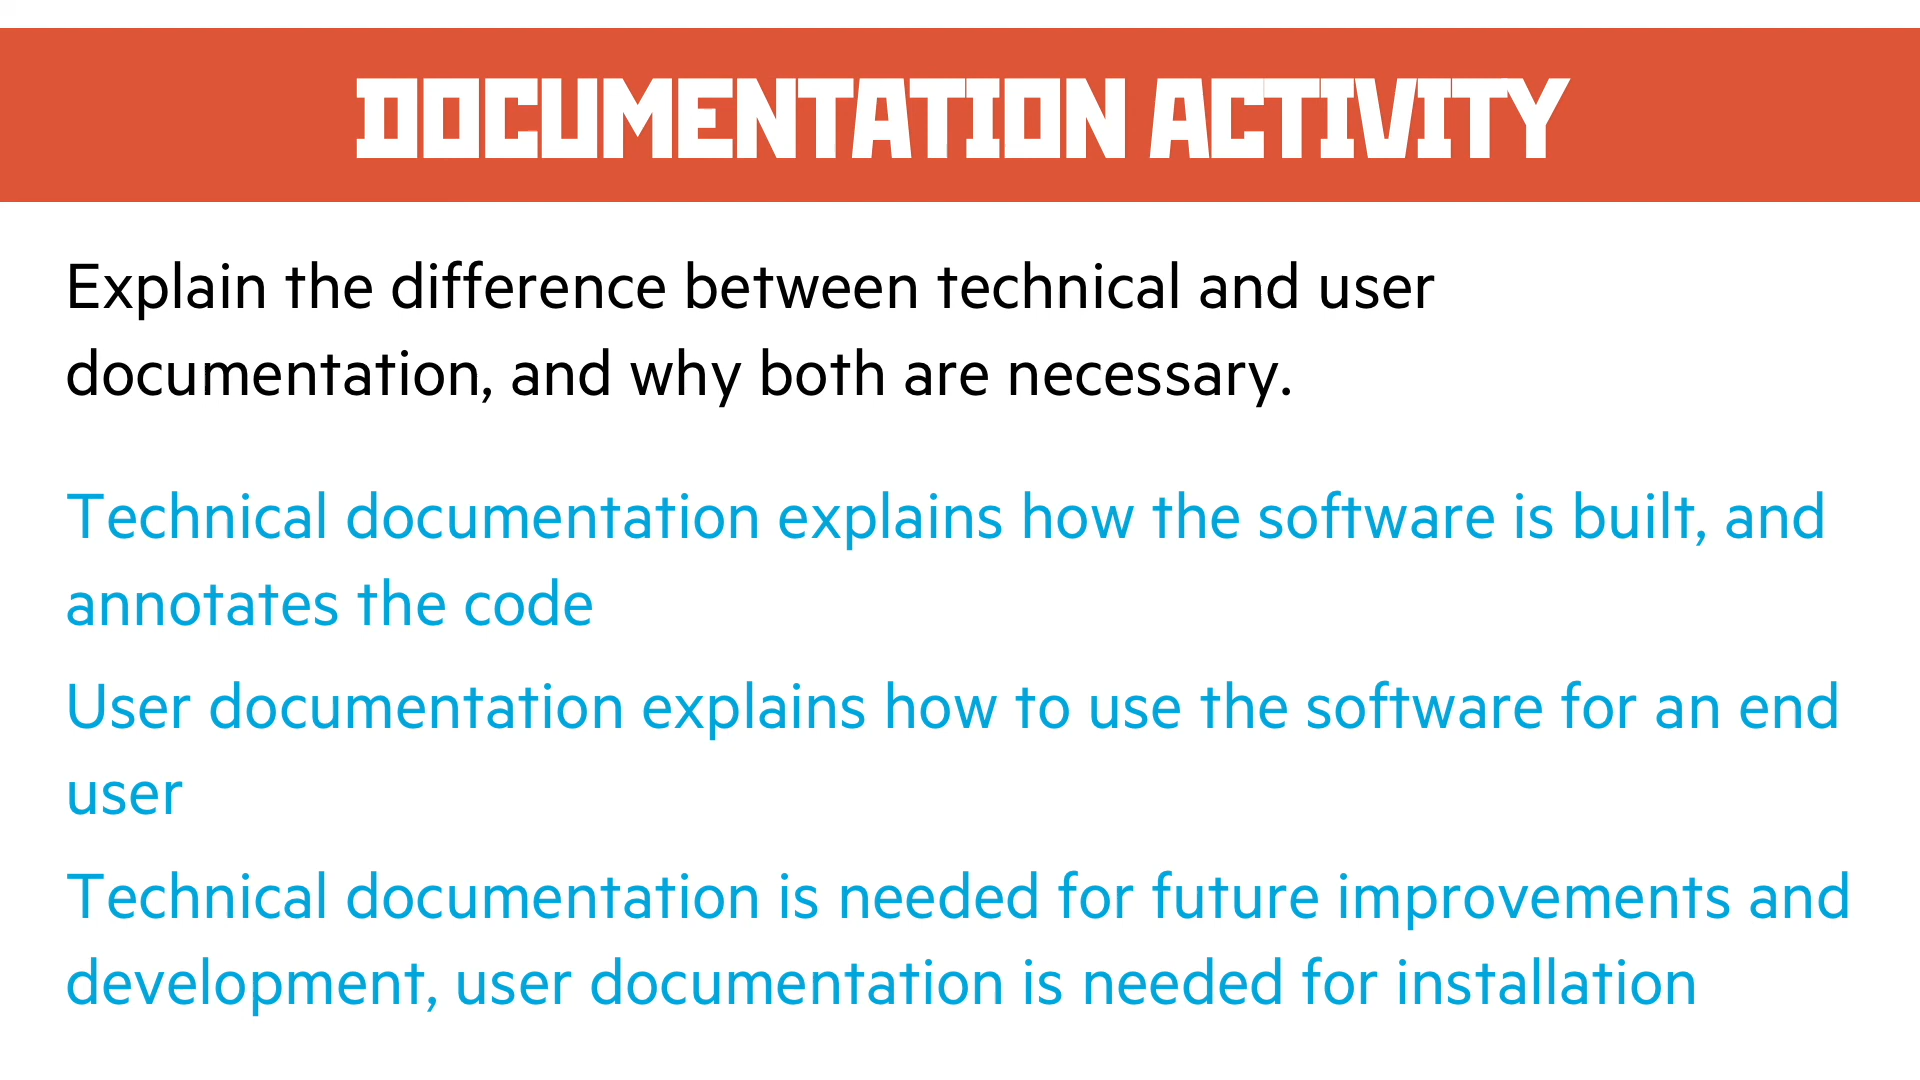 DOCUMENTATION ACTIVITY
Explain the difference between technical and user
documentation, and why both are necessary.
Technical documentation explains how the software is built, and
annotates the code
User documentation explains how to use the software for an end
user
Technical documentation is needed for future improvements and
development, user documentation is needed for installation